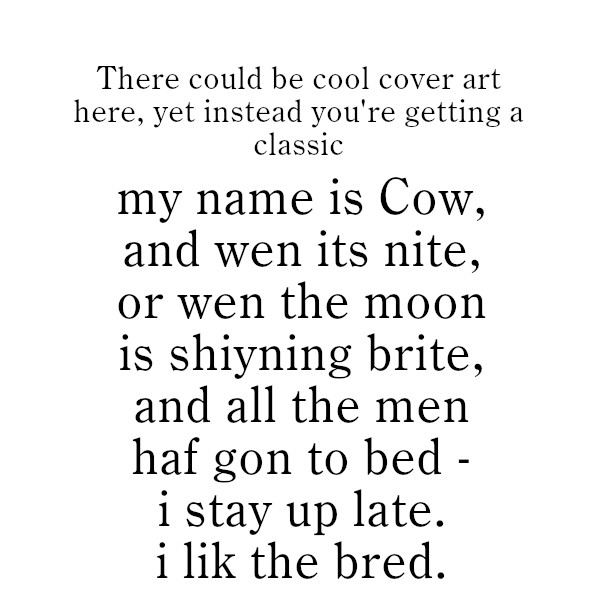 There could be cool cover art
here, yet instead you're getting a
classic
my name is Cow,
and wen its nite,
or wen the moon
is shiyning brite,
and all the men
haf gon to bed -
i stay up late.
i lik the bred.